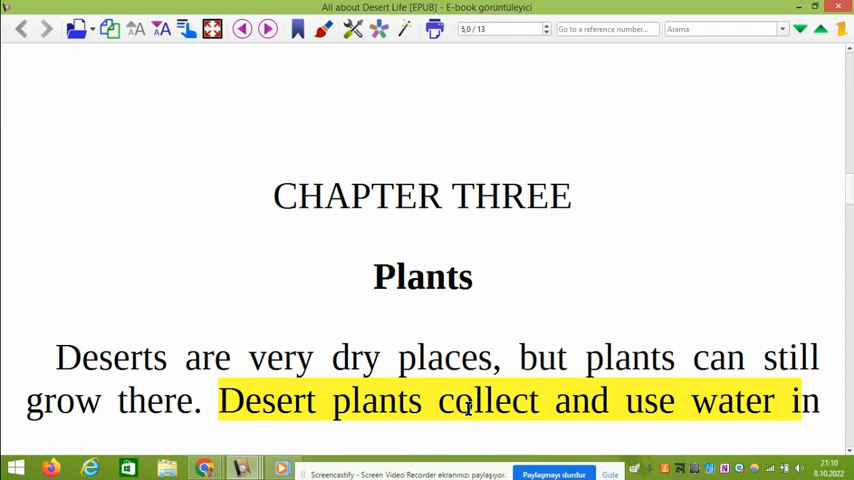 All about Desert Life [EPUB] - E-book görüntüleyici
5,0 / 13
Go to a reference number...
Arama
CHAPTER THREE
Plants
Deserts are very dry places, but plants can still
grow there. Desert plants collect and use water in
Screencastify - Screen Video Recorder ekranınızı paylaşıyor.
Paylaşmayı durdur
Gizle
21:10
8.10.2022